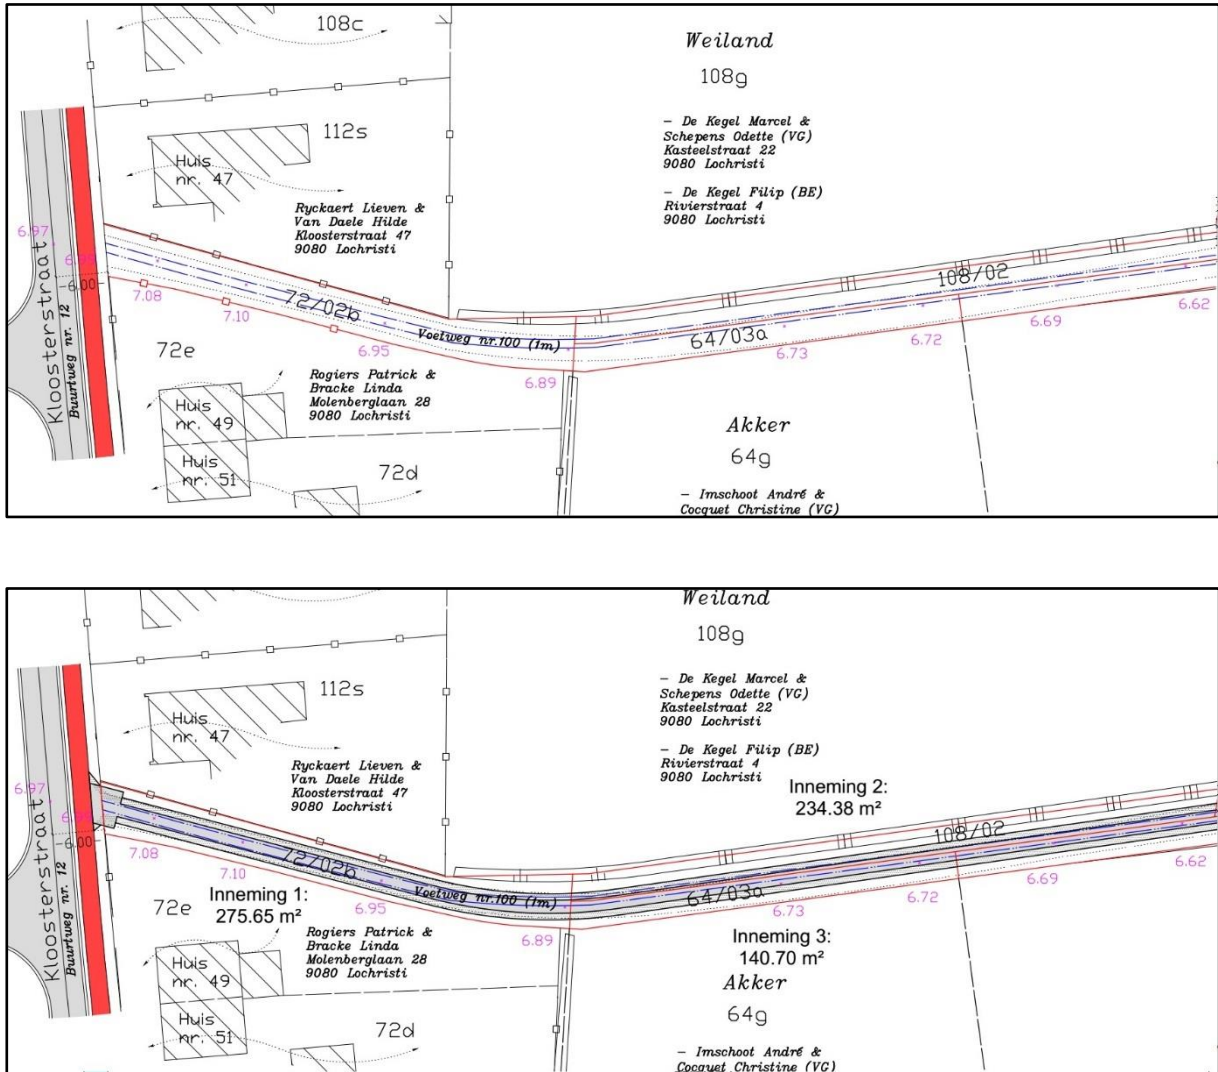 108c
Weiland
108g
112s
- De Kegel Marcel &
Schepens Odette (VG)
Kasteelstraat 22
9080 Lochristi
Huis
nr. 47
- De Kegel Filip (BE)
Rivierstraat 4
9080 Lochristi
Ryckaert Lieven &
Van Daele Hilde
Kloosterstraat 47
9080 Lochristi
6.97
Kloosterstraat
Buurtweg nr. 12
6.00
7.08
7.10
72/02b
6.95
Voetweg nr.100 (1m)
6.89
64/03a
108/02
6.73
6.72
6.69
6.62
72e
Rogiers Patrick &
Bracke Linda
Molenberglaan 28
9080 Lochristi
Huis
nr. 49
Huis
nr. 51
72d
Akker
64g
- Imschoot André &
Cocquet Christine (VG)
Weiland
108g
112s
- De Kegel Marcel &
Schepens Odette (VG)
Kasteelstraat 22
9080 Lochristi
Huis
nr. 47
- De Kegel Filip (BE)
Rivierstraat 4
9080 Lochristi
Ryckaert Lieven &
Van Daele Hilde
Kloosterstraat 47
9080 Lochristi
Inneming 2:
234.38 m²
6.97
Kloosterstraat
Buurtweg nr. 12
6.00
7.08
7.10
72/02b
6.95
Voetweg nr.100 (1m)
6.89
64/03a
108/02
6.73
6.72
6.69
6.62
72e
Inneming 1:
275.65 m²
Rogiers Patrick &
Bracke Linda
Molenberglaan 28
9080 Lochristi
Inneming 3:
140.70 m²
Huis
nr. 49
Huis
nr. 51
72d
Akker
64g
- Imschoot André &
Cocquet Christine (VG)